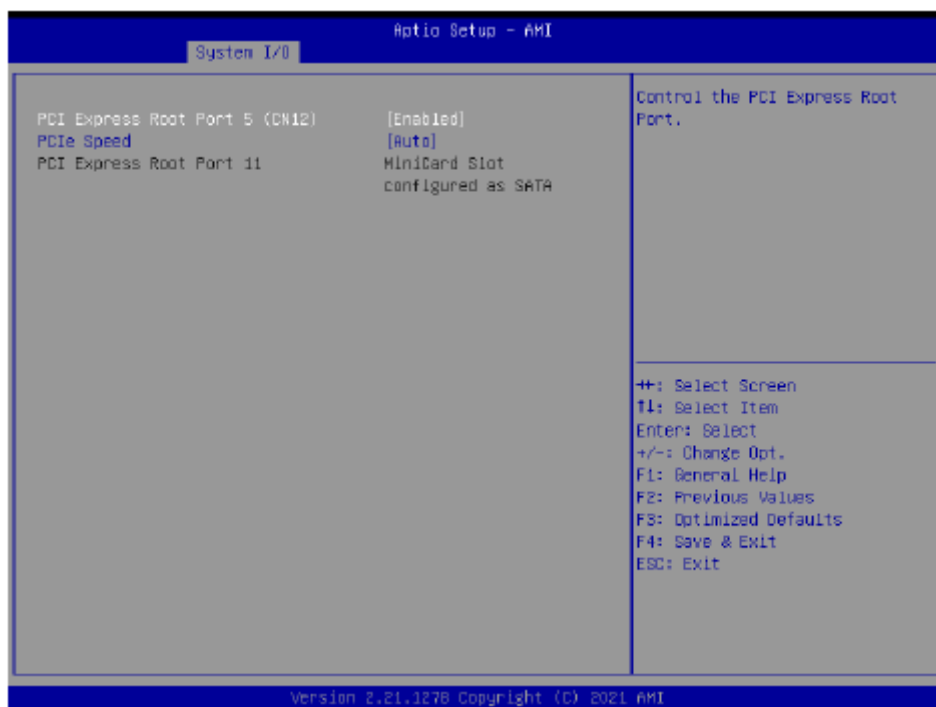 Aptio Setup - AMI
System I/O
PCI Express Root Port 5 (CN12) [Enabled]
PCIe Speed [Auto]
PCI Express Root Port 11 MiniCard Slot
configured as SATA
Control the PCI Express Root
Port.
→←: Select Screen
↑↓: Select Item
Enter: Select
+/-: Change Opt.
F1: General Help
F2: Previous Values
F3: Optimized Defaults
F4: Save & Exit
ESC: Exit
Version 2.21.1278 Copyright (C) 2021 AMI